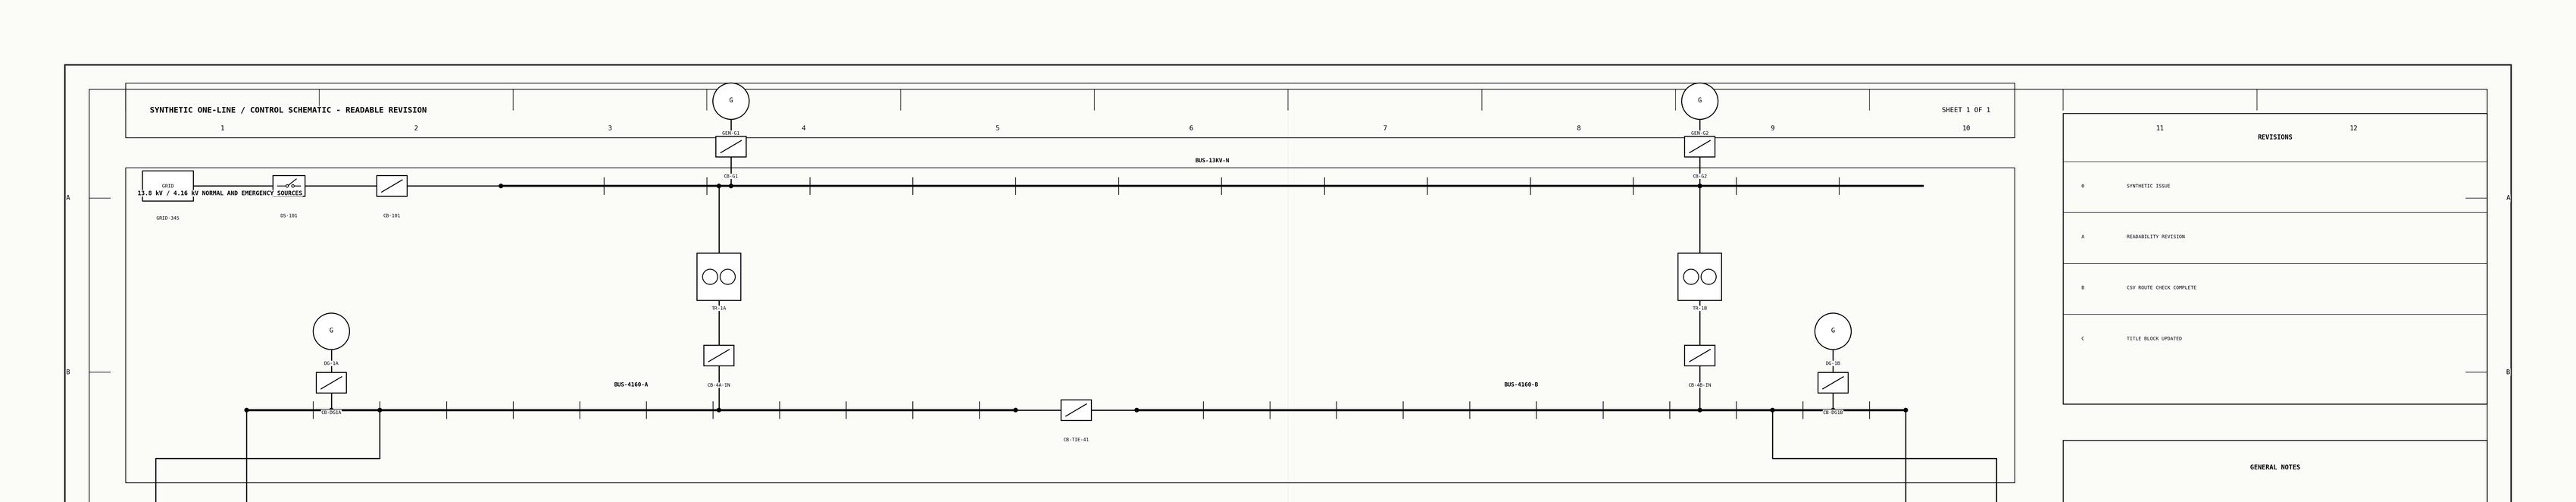 G
G
SYNTHETIC ONE-LINE / CONTROL SCHEMATIC - READABLE REVISION
SHEET 1 OF 1
1 2 3 4 5 6 7 8 9 10 11 12
GEN-G1
GEN-G2
REVISIONS
BUS-13KV-N
CB-G1
CB-G2
GRID
0 SYNTHETIC ISSUE
13.8 kV / 4.16 kV NORMAL AND EMERGENCY SOURCES
A
A
GRID-345
DS-101
CB-101
A READABILITY REVISION
B CSV ROUTE CHECK COMPLETE
TR-1A
TR-1B
G
G
C TITLE BLOCK UPDATED
DG-1A
DG-1B
B
B
BUS-4160-A
CB-4A-IN
BUS-4160-B
CB-4B-IN
CB-DG1A
CB-DG1B
CB-TIE-41
GENERAL NOTES